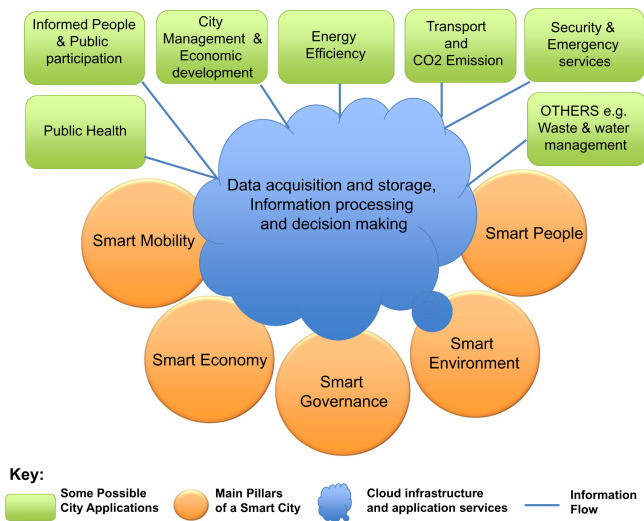 Informed People
& Public
participation
City
Management &
Economic
development
Energy
Efficiency
Transport
and
CO2 Emission
Security &
Emergency
services
Public Health
OTHERS e.g.
Waste & water
management
Data acquisition and storage,
Information processing
and decision making
Smart Mobility
Smart People
Smart Economy
Smart
Governance
Smart
Environment
Key:
Some Possible
City Applications
Main Pillars
of a Smart City
Cloud infrastructure
and application services
Information
Flow